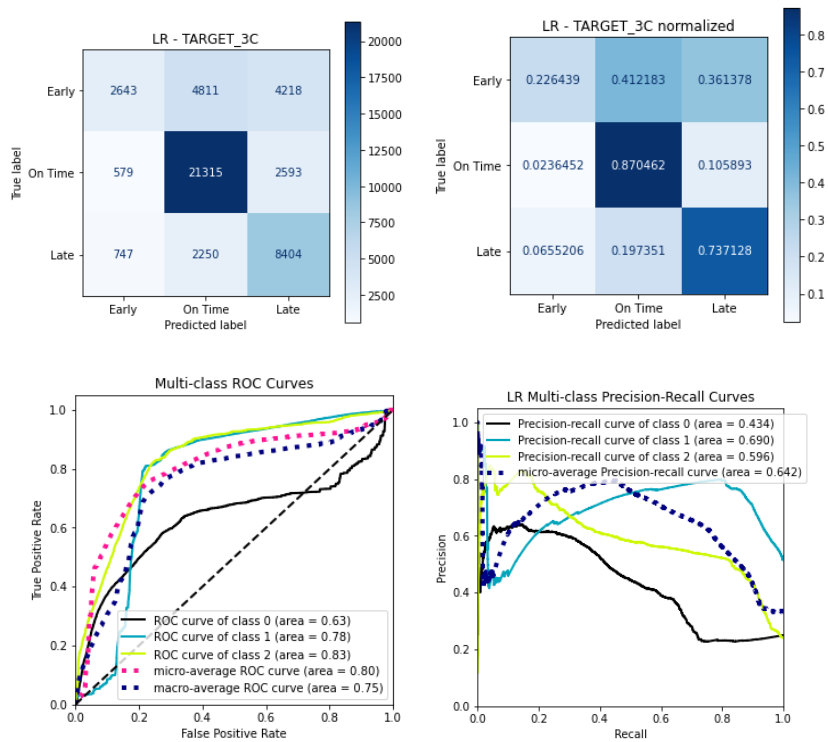 LR - TARGET_3C
True label
Early
On Time
Late
2643 4811 4218
579 21315 2593
747 2250 8404
Early On Time Late
Predicted label
20000
17500
15000
12500
10000
7500
5000
2500
LR - TARGET_3C normalized
True label
Early
On Time
Late
0.226439 0.412183 0.361378
0.0236452 0.870462 0.105893
0.0655206 0.197351 0.737128
Early On Time Late
Predicted label
0.8
0.7
0.6
0.5
0.4
0.3
0.2
0.1
Multi-class ROC Curves
True Positive Rate
1.0
0.8
0.6
0.4
0.2
0.0
ROC curve of class 0 (area = 0.63)
ROC curve of class 1 (area = 0.78)
ROC curve of class 2 (area = 0.83)
micro-average ROC curve (area = 0.80)
macro-average ROC curve (area = 0.75)
0.0 0.2 0.4 0.6 0.8 1.0
False Positive Rate
LR Multi-class Precision-Recall Curves
Precision
1.0
0.8
0.6
0.4
0.2
0.0
Precision-recall curve of class 0 (area = 0.434)
Precision-recall curve of class 1 (area = 0.690)
Precision-recall curve of class 2 (area = 0.596)
micro-average Precision-recall curve (area = 0.642)
0.0 0.2 0.4 0.6 0.8 1.0
Recall